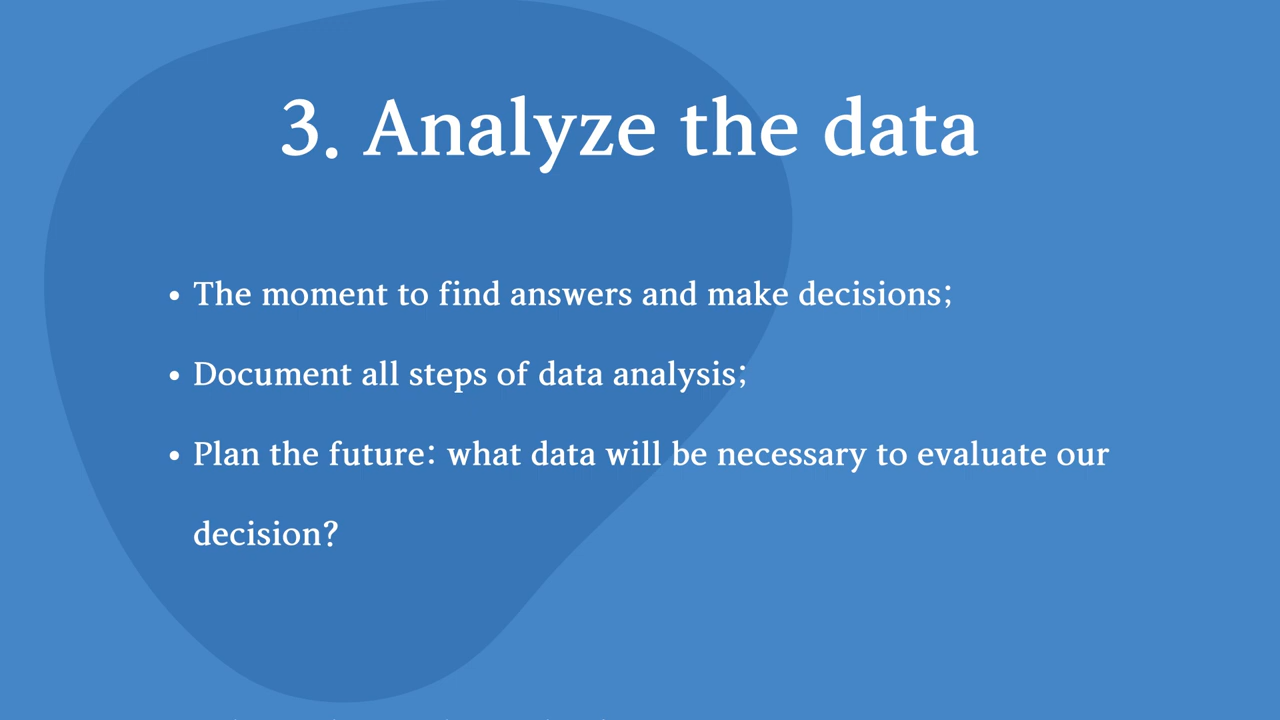 3. Analyze the data
• The moment to find answers and make decisions;
• Document all steps of data analysis;
• Plan the future: what data will be necessary to evaluate our
decision?